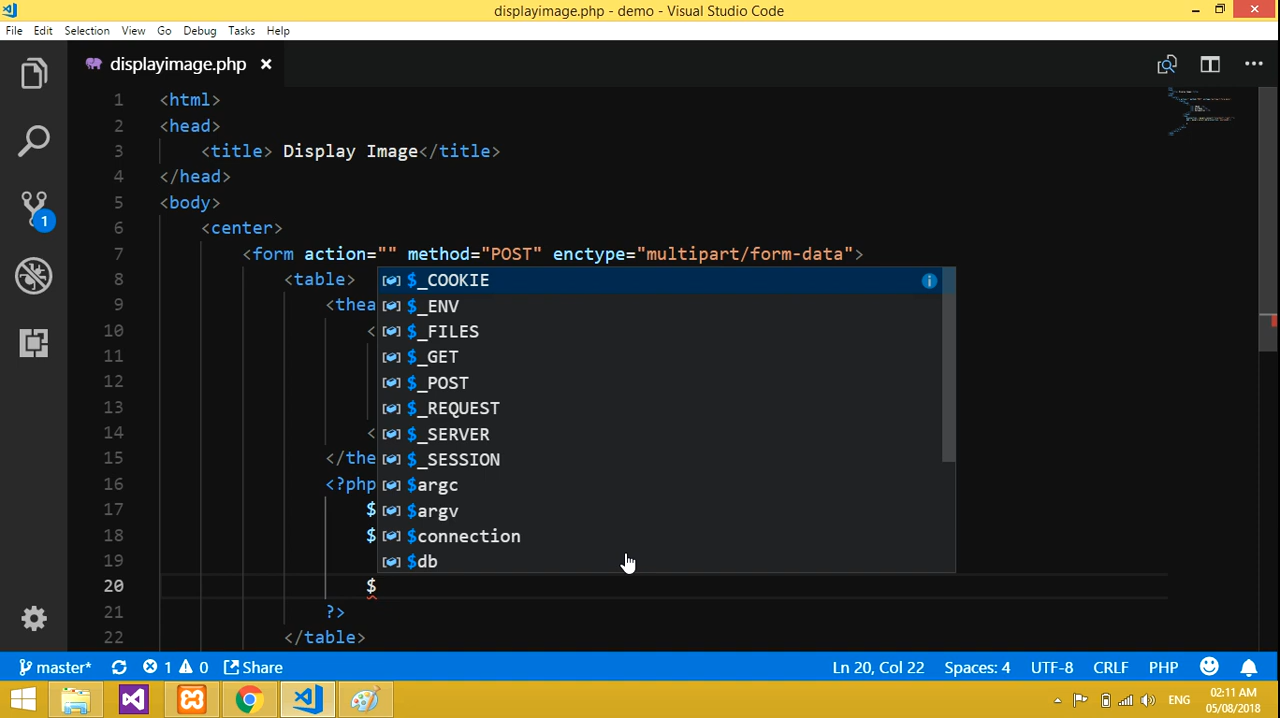 displayimage.php - demo - Visual Studio Code
File Edit Selection View Go Debug Tasks Help
displayimage.php
1 <html>
2 <head>
3 <title> Display Image</title>
4 </head>
5 <body>
6 <center>
7 <form action="" method="POST" enctype="multipart/form-data">
8 <table>
$_COOKIE
9 <thea
$_ENV
10 <
$_FILES
11
$_GET
12
$_POST
13
$_REQUEST
14 <
$_SERVER
15 </the
$_SESSION
16 <?php
$argc
17 $
$argv
18 $
$connection
19
$db
20 $
21 ?>
22 </table>
1
master* 1 0 Share Ln 20, Col 22 Spaces: 4 UTF-8 CRLF PHP
ENG 02:11 AM
05/08/2018